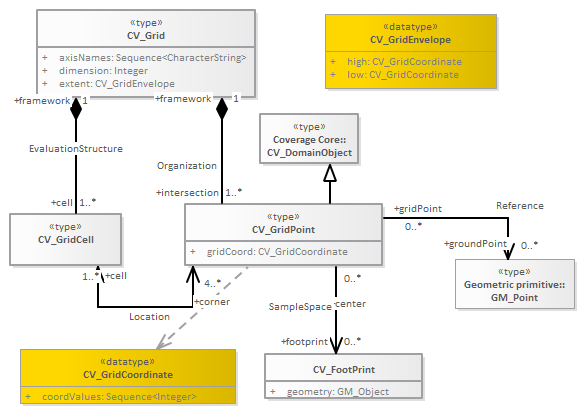 «type»
CV_Grid
+ axisNames: Sequence<CharacterString>
+ dimension: Integer
+ extent: CV_GridEnvelope
«datatype»
CV_GridEnvelope
+ high: CV_GridCoordinate
+ low: CV_GridCoordinate
+framework 1
+framework 1
EvaluationStructure
Organization
«type»
Coverage Core::
CV_DomainObject
+cell 1..*
+intersection 1..*
«type»
CV_GridCell
«type»
CV_GridPoint
+ gridCoord: CV_GridCoordinate
+gridPoint
0..*
Reference
+groundPoint 0..*
«type»
Geometric primitive::
GM_Point
1..* +cell
4..*
+corner
Location
0..*
SampleSpace
center
+footprint 0..*
«datatype»
CV_GridCoordinate
+ coordValues: Sequence<Integer>
CV_FootPrint
+ geometry: GM_Object